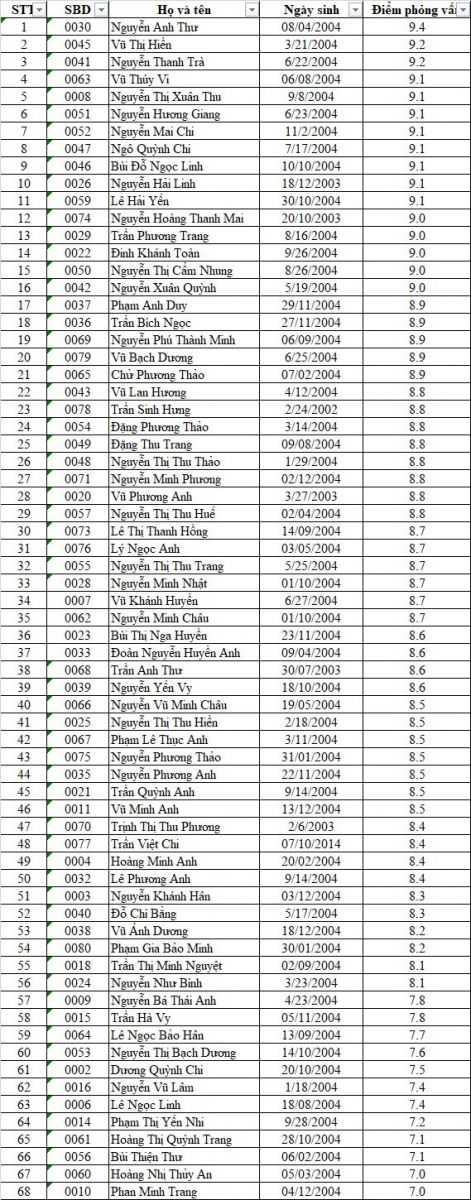 STT SBD Họ và tên Ngày sinh Điểm phỏng vấ
1 0030 Nguyễn Anh Thư 08/04/2004 9.4
2 0045 Vũ Thị Hiền 3/21/2004 9.2
3 0041 Nguyễn Thanh Trà 6/22/2004 9.2
4 0063 Vũ Thúy Vi 06/08/2004 9.1
5 0008 Nguyễn Thị Xuân Thu 9/8/2004 9.1
6 0051 Nguyễn Hương Giang 6/23/2004 9.1
7 0052 Nguyễn Mai Chi 11/2/2004 9.1
8 0047 Ngô Quỳnh Chi 7/17/2004 9.1
9 0046 Bùi Đỗ Ngọc Linh 10/10/2004 9.1
10 0026 Nguyễn Hải Linh 18/12/2003 9.1
11 0059 Lê Hải Yến 30/10/2004 9.1
12 0074 Nguyễn Hoàng Thanh Mai 20/10/2003 9.0
13 0029 Trần Phương Trang 8/16/2004 9.0
14 0022 Đinh Khánh Toàn 9/26/2004 9.0
15 0050 Nguyễn Thị Cẩm Nhung 8/26/2004 9.0
16 0042 Nguyễn Xuân Quỳnh 5/19/2004 9.0
17 0037 Phạm Anh Duy 29/11/2004 8.9
18 0036 Trần Bích Ngọc 27/11/2004 8.9
19 0069 Nguyễn Phú Thành Minh 06/09/2004 8.9
20 0079 Vũ Bạch Dương 6/25/2004 8.9
21 0065 Chử Phương Thảo 07/02/2004 8.9
22 0043 Vũ Lan Hương 4/12/2004 8.8
23 0078 Trần Sinh Hưng 2/24/2002 8.8
24 0054 Đặng Phương Thảo 3/14/2004 8.8
25 0049 Đặng Thu Trang 09/08/2004 8.8
26 0048 Nguyễn Thị Thu Thảo 1/29/2004 8.8
27 0071 Nguyễn Minh Phương 02/12/2004 8.8
28 0020 Vũ Phương Anh 3/27/2003 8.8
29 0057 Nguyễn Thị Thu Huế 02/04/2004 8.8
30 0073 Lê Thị Thanh Hồng 14/09/2004 8.7
31 0076 Lý Ngọc Anh 03/05/2004 8.7
32 0055 Nguyễn Thị Thu Trang 5/25/2004 8.7
33 0028 Nguyễn Minh Nhật 01/10/2004 8.7
34 0007 Vũ Khánh Huyền 6/27/2004 8.7
35 0062 Nguyễn Minh Châu 01/10/2004 8.7
36 0023 Bùi Thị Nga Huyền 23/11/2004 8.6
37 0033 Đoàn Nguyễn Huyền Anh 09/04/2004 8.6
38 0068 Trần Anh Thư 30/07/2003 8.6
39 0039 Nguyễn Yến Vy 18/10/2004 8.6
40 0066 Nguyễn Vũ Minh Châu 19/05/2004 8.5
41 0025 Nguyễn Thị Thu Hiền 2/18/2004 8.5
42 0067 Phạm Lê Thục Anh 3/11/2004 8.5
43 0075 Nguyễn Phương Thảo 31/01/2004 8.5
44 0035 Nguyễn Phương Anh 22/11/2004 8.5
45 0021 Trần Quỳnh Anh 9/14/2004 8.5
46 0011 Vũ Minh Anh 13/12/2004 8.5
47 0070 Trịnh Thị Thu Phương 2/6/2003 8.4
48 0077 Trần Việt Chi 07/10/2014 8.4
49 0004 Hoàng Minh Anh 20/02/2004 8.4
50 0032 Lê Phương Anh 9/14/2004 8.4
51 0003 Nguyễn Khánh Hân 03/12/2004 8.3
52 0040 Đỗ Chí Bằng 5/17/2004 8.3
53 0038 Vũ Ánh Dương 18/12/2004 8.2
54 0080 Phạm Gia Bảo Minh 30/01/2004 8.2
55 0018 Trần Thị Minh Nguyệt 02/09/2004 8.1
56 0024 Nguyễn Như Bình 3/23/2004 8.1
57 0009 Nguyễn Bá Thái Anh 4/23/2004 7.8
58 0015 Trần Hà Vy 05/11/2004 7.8
59 0064 Lê Ngọc Bảo Hân 13/09/2004 7.7
60 0053 Nguyễn Thị Bạch Dương 14/10/2004 7.6
61 0002 Dương Quỳnh Chi 20/10/2004 7.5
62 0016 Nguyễn Vũ Lâm 1/18/2004 7.4
63 0006 Lê Ngọc Linh 18/08/2004 7.4
64 0014 Phạm Thị Yến Nhi 9/28/2004 7.2
65 0061 Hoàng Thị Quỳnh Trang 28/10/2004 7.1
66 0056 Bùi Thiện Thư 06/02/2004 7.1
67 0060 Hoàng Nhị Thủy An 05/03/2004 7.0
68 0010 Phan Minh Trang 04/12/2004 7.0